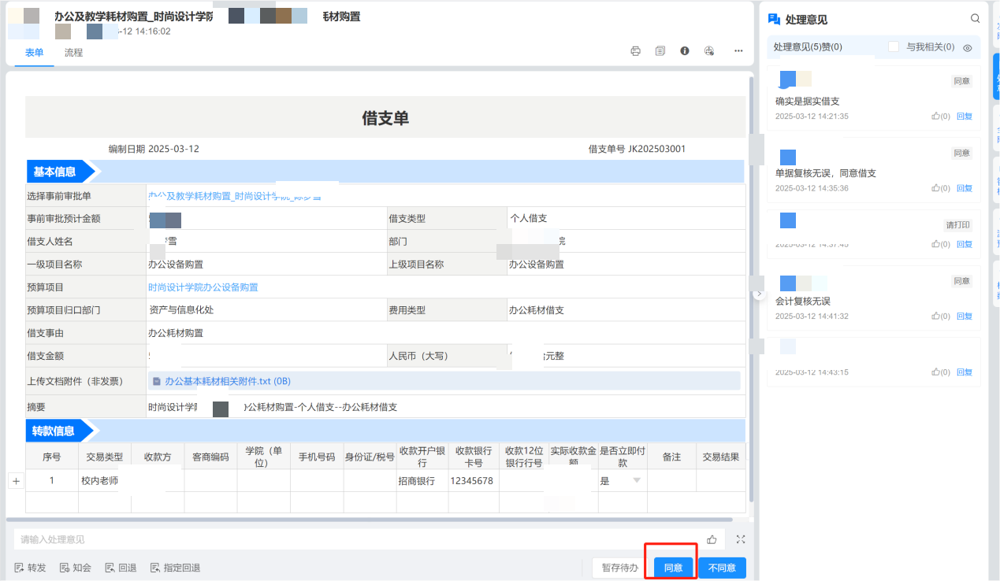 办公及教学耗材购置_时尚设计学院 耗材购置
-12 14:16:02
表单 流程
借支单
编制日期 2025-03-12 借支单号 JK202503001
基本信息
选择事前审批单 办公及教学耗材购置_时尚设计学院
事前审批预计金额 借支类型 个人借支
借支人姓名 雪 部门 院
一级项目名称 办公设备购置 上级项目名称 办公设备购置
预算项目 时尚设计学院办公设备购置
预算项目归口部门 资产与信息化处 费用类型 办公耗材借支
借支事由 办公耗材购置
借支金额 人民币（大写） 元整
上传文档附件（非发票） 办公基本耗材相关附件.txt (0B)
摘要 时尚设计学院 办公耗材购置-个人借支--办公耗材借支
转款信息
序号 交易类型 收款方 客商编码 学院（单位） 手机号码 身份证/税号 收款开户银行 收款银行卡号 收款12位银行行号 实际收款金额 是否立即付款 备注 交易结果
1 校内老师 招商银行 12345678 是
请输入处理意见
转发 知会 回退 指定回退 暂存待办 同意 不同意
处理意见
处理意见(5)赞(0) 与我相关(0)
同意
确实是据实借支
2025-03-12 14:21:35 (0) 回复
同意
单据复核无误，同意借支
2025-03-12 14:35:36 (0) 回复
请打印
2025-03-12 14:37:45 (0) 回复
同意
会计复核无误
2025-03-12 14:41:32 (0) 回复
2025-03-12 14:43:15 (0) 回复